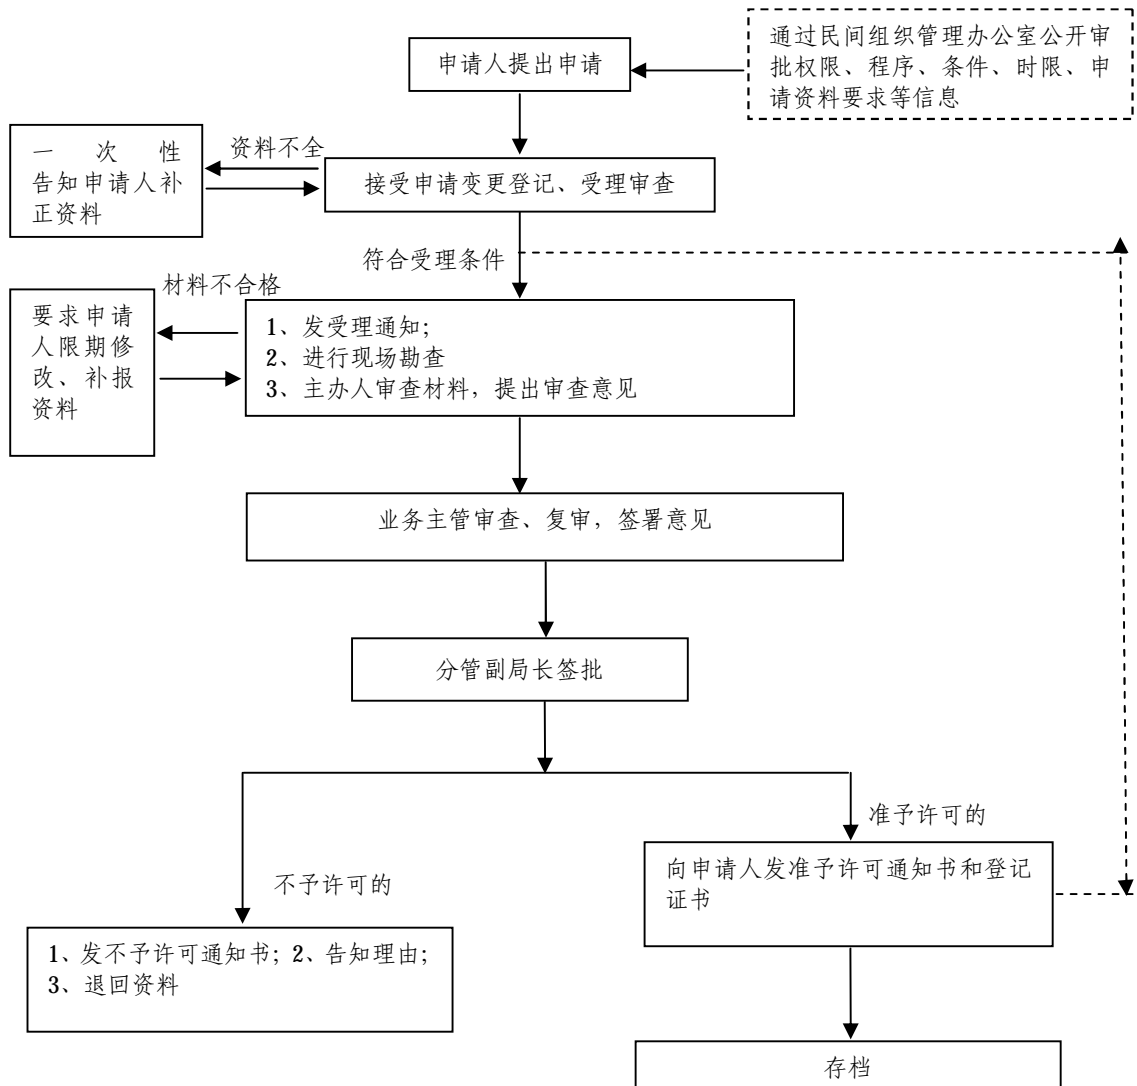 申请人提出申请
通过民间组织管理办公室公开审
批权限、程序、条件、时限、申
请资料要求等信息
一次性
告知申请人补
正资料
资料不全
接受申请变更登记、受理审查
符合受理条件
材料不合格
要求申请
人限期修
改、补报
资料
1、发受理通知;
2、进行现场勘查
3、主办人审查材料,提出审查意见
业务主管审查、复审,签署意见
分管副局长签批
准予许可的
不予许可的
向申请人发准予许可通知书和登记
证书
1、发不予许可通知书;2、告知理由;
3、退回资料
存档